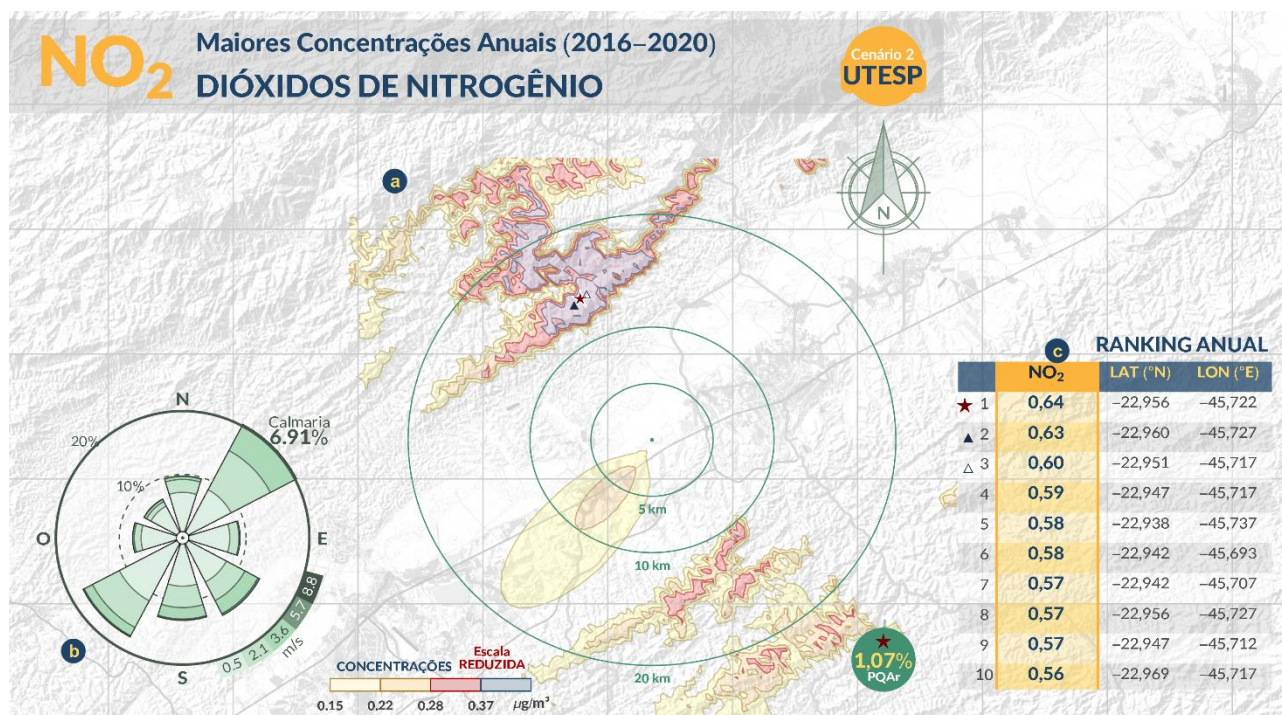 NO₂
Maiores Concentrações Anuais (2016–2020)
DIÓXIDOS DE NITROGÊNIO
Cenário 2
UTESP
a
N
5 km
10 km
20 km
N
Calmaria
6.91%
20%
10%
O
E
S
0.5 2.1 3.6 5.7 8.8
m/s
b
CONCENTRAÇÕES
Escala
REDUZIDA
0.15 0.22 0.28 0.37 μg/m³
1,07%
PQAr
c
RANKING ANUAL
NO₂ LAT (°N) LON (°E)
1 0,64 –22,956 –45,722
2 0,63 –22,960 –45,727
3 0,60 –22,951 –45,717
4 0,59 –22,947 –45,717
5 0,58 –22,938 –45,737
6 0,58 –22,942 –45,693
7 0,57 –22,942 –45,707
8 0,57 –22,956 –45,727
9 0,57 –22,947 –45,712
10 0,56 –22,969 –45,717